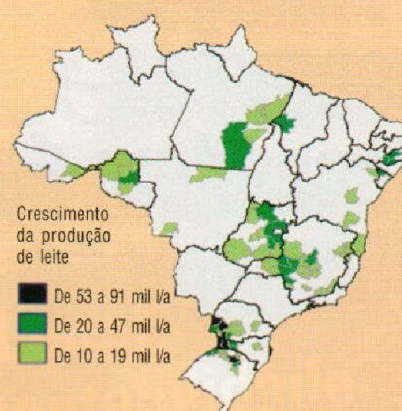 Crescimento
da produção
de leite
De 53 a 91 mil l/a
De 20 a 47 mil l/a
De 10 a 19 mil l/a